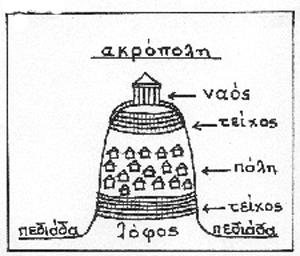 ακρόπολη
ναός
τείχος
πόλη
τείχος
πεδιάδα λόφος πεδιάδα